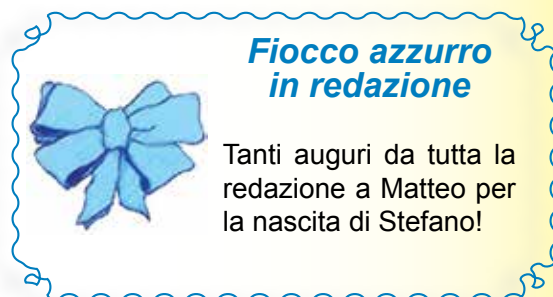 Fiocco azzurro
in redazione
Tanti auguri da tutta la
redazione a Matteo per
la nascita di Stefano!